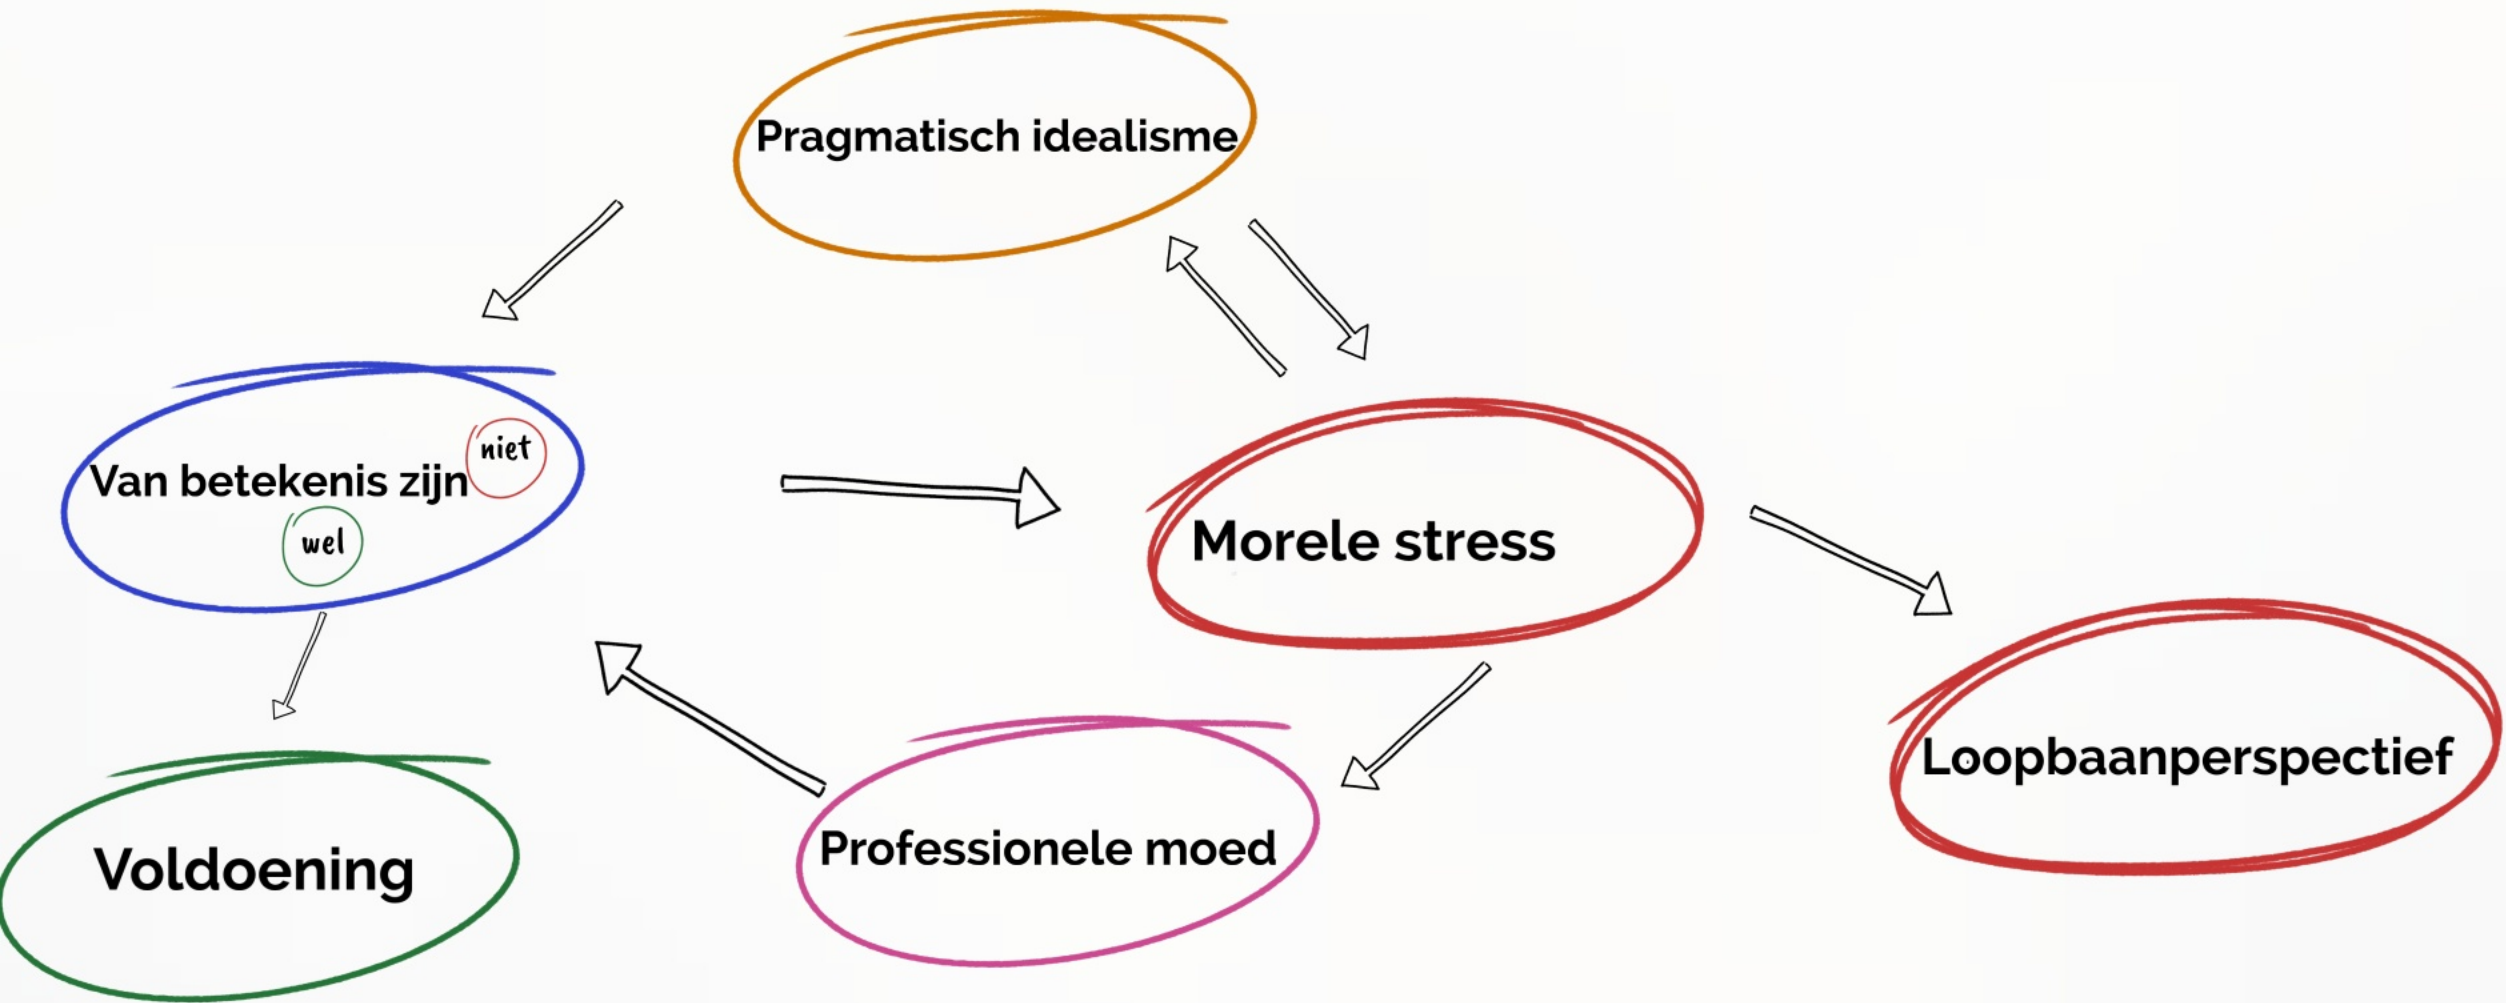 Pragmatisch idealisme
niet
Van betekenis zijn
wel
Morele stress
Loopbaanperspectief
Professionele moed
Voldoening